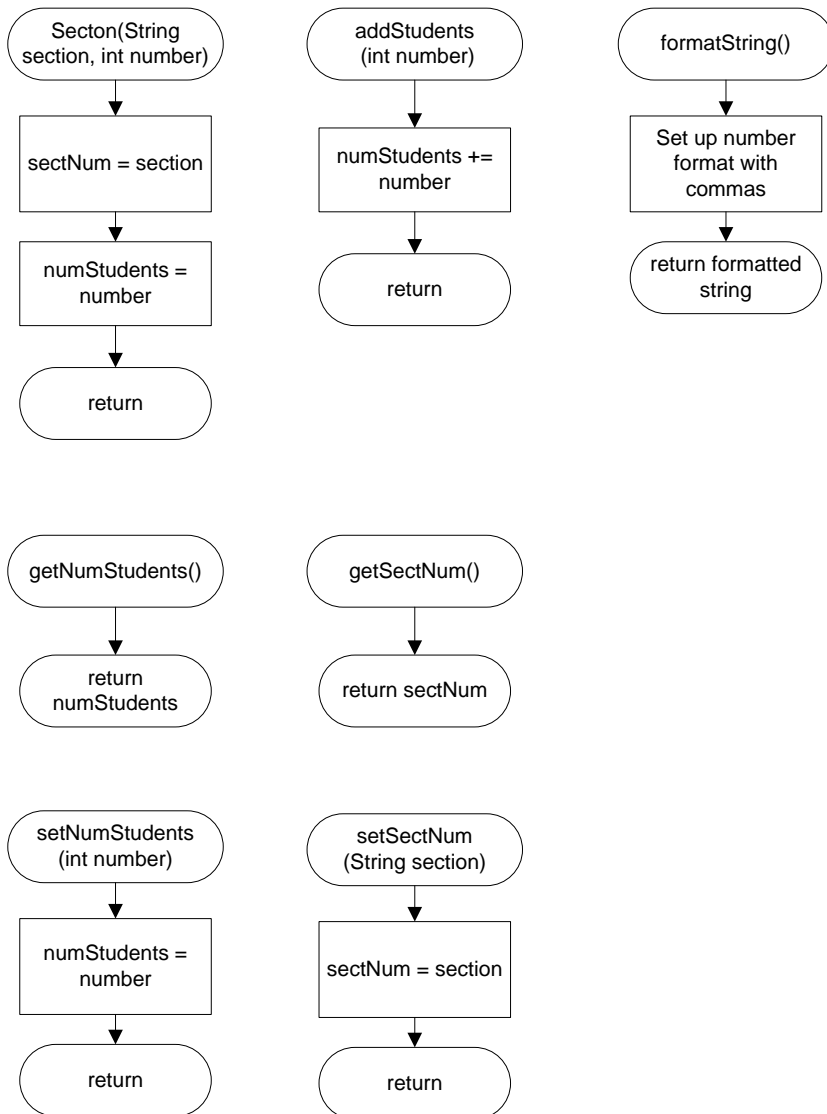 Secton(String
section, int number)
sectNum = section
numStudents =
number
return
addStudents
(int number)
numStudents +=
number
return
formatString()
Set up number
format with
commas
return formatted
string
getNumStudents()
return
numStudents
getSectNum()
return sectNum
setNumStudents
(int number)
numStudents =
number
return
setSectNum
(String section)
sectNum = section
return